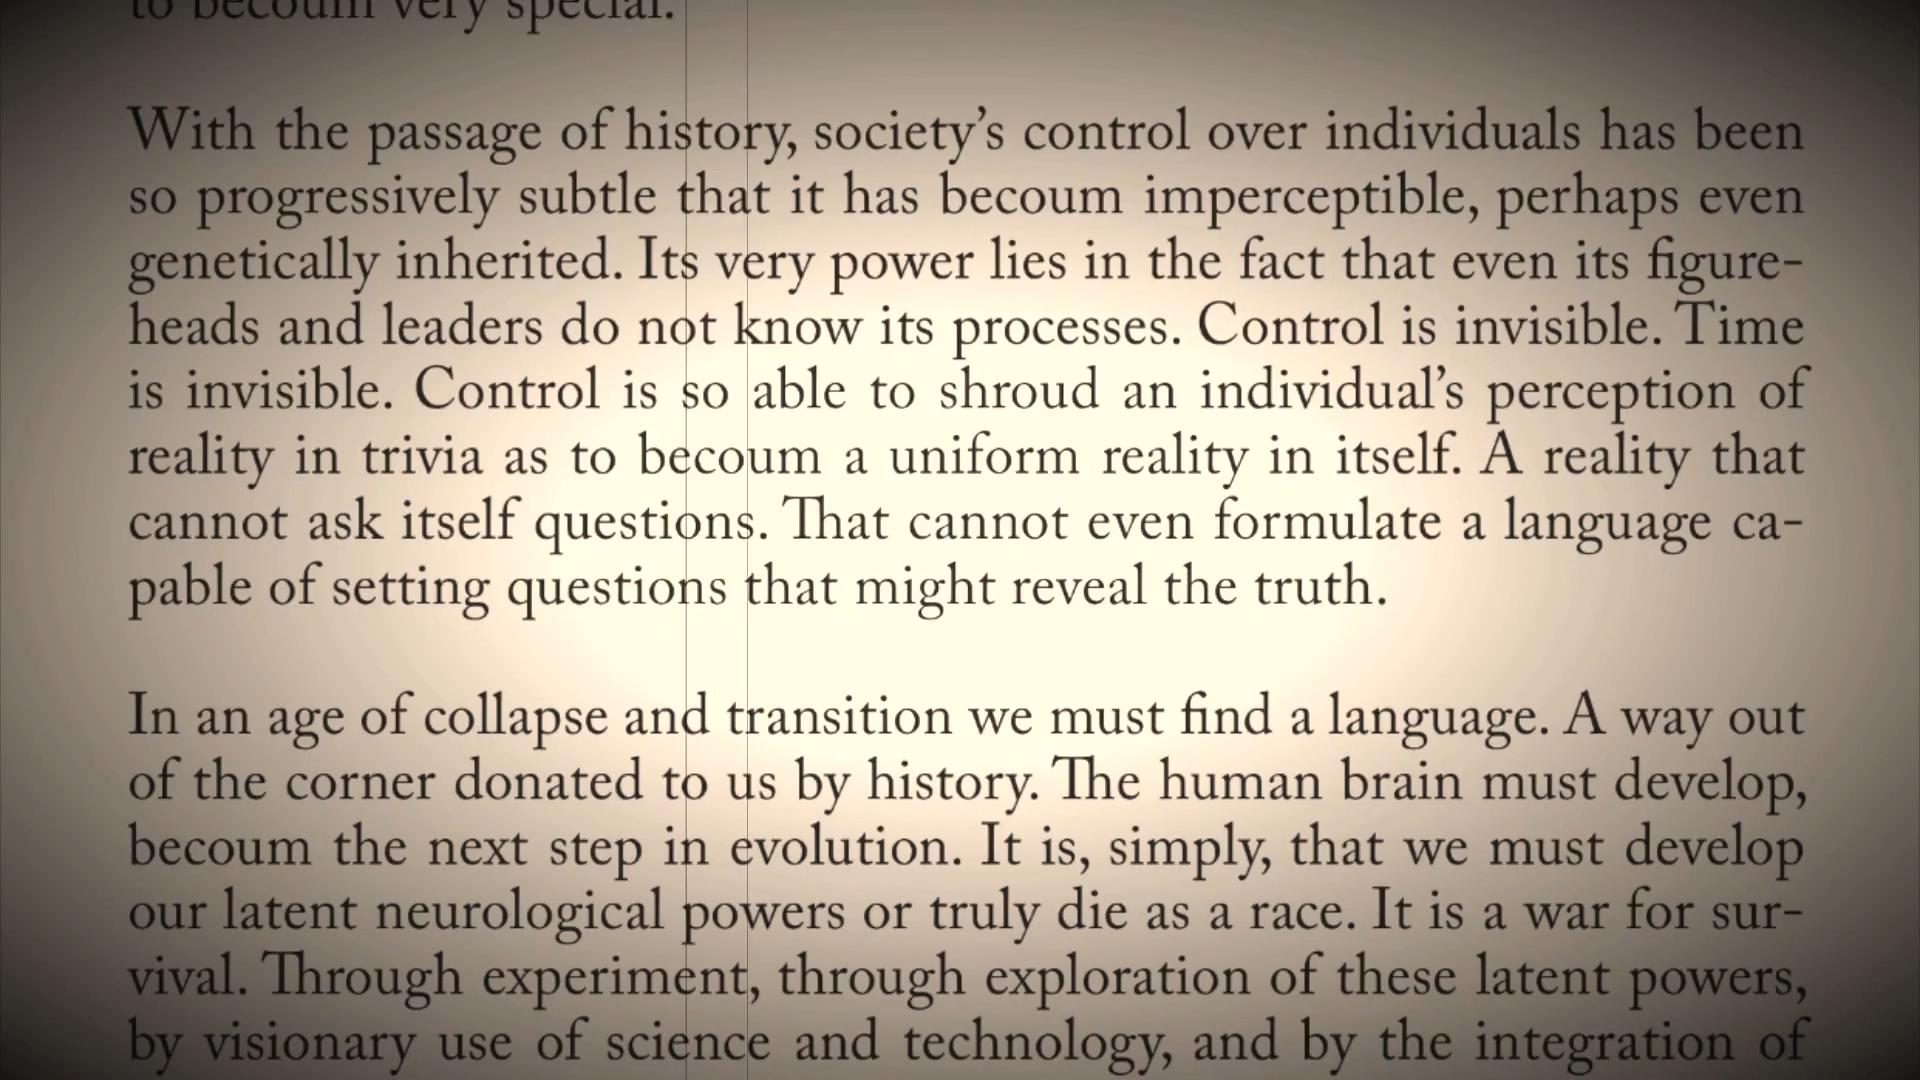 to becoum very special.
With the passage of history, society's control over individuals has been
so progressively subtle that it has becoum imperceptible, perhaps even
genetically inherited. Its very power lies in the fact that even its figure-
heads and leaders do not know its processes. Control is invisible. Time
is invisible. Control is so able to shroud an individual's perception of
reality in trivia as to becoum a uniform reality in itself. A reality that
cannot ask itself questions. That cannot even formulate a language ca-
pable of setting questions that might reveal the truth.
In an age of collapse and transition we must find a language. A way out
of the corner donated to us by history. The human brain must develop,
becoum the next step in evolution. It is, simply, that we must develop
our latent neurological powers or truly die as a race. It is a war for sur-
vival. Through experiment, through exploration of these latent powers,
by visionary use of science and technology, and by the integration of